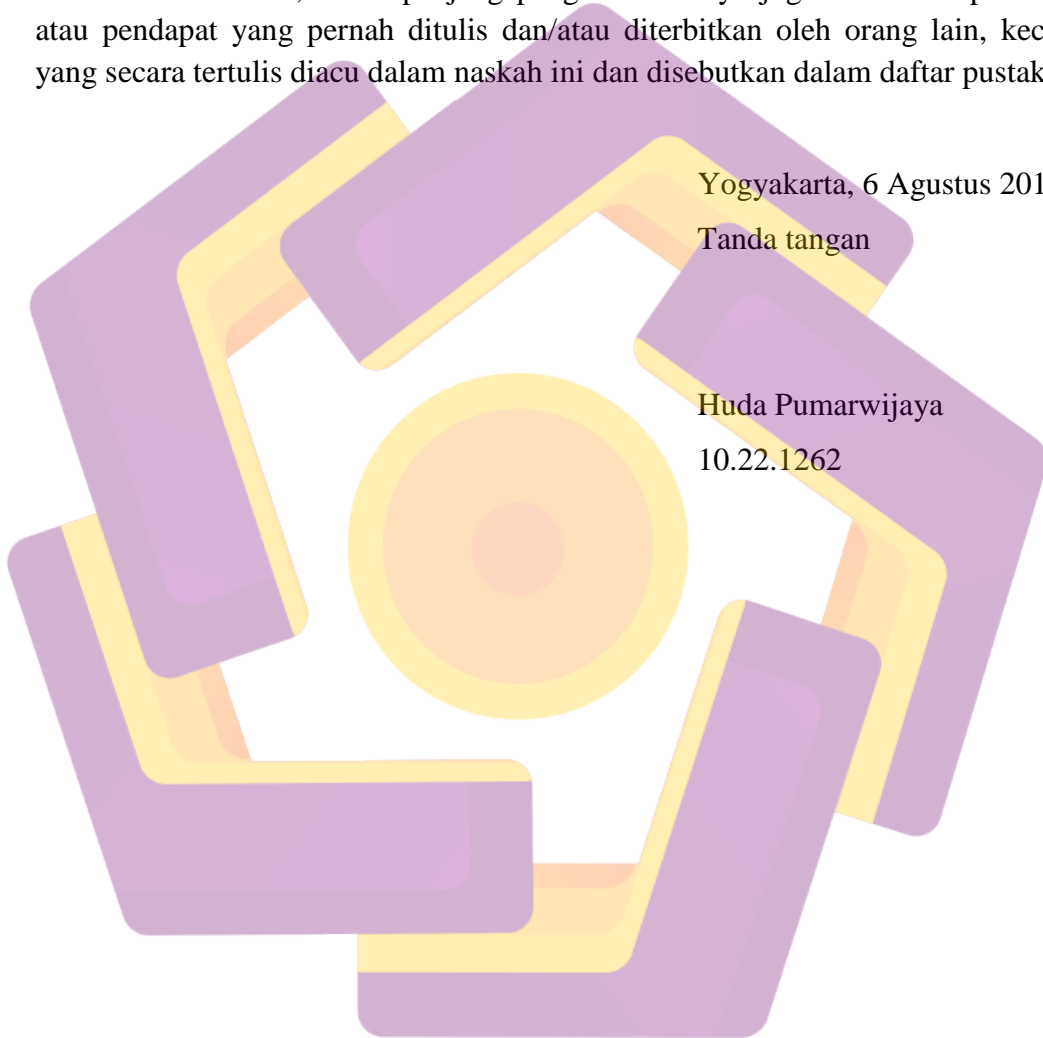 atau pendapat yang pernah ditulis dan/atau diterbitkan oleh orang lain, kec
yang secara tertulis diacu dalam naskah ini dan disebutkan dalam daftar pustak
Yogyakarta, 6 Agustus 201
Tanda tangan
Huda Pumarwijaya
10.22.1262